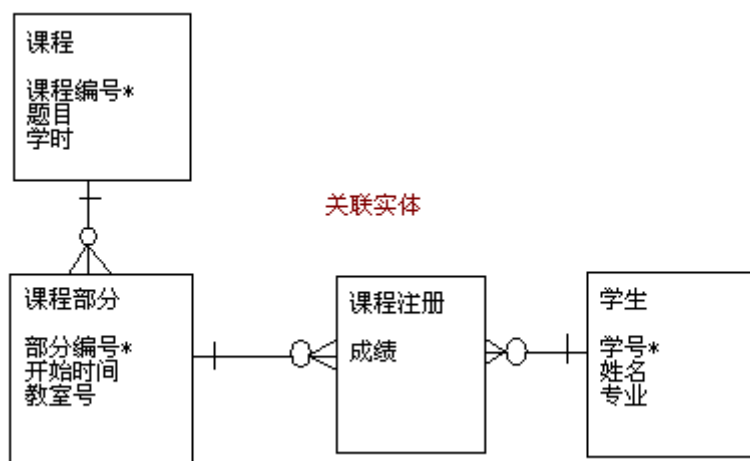 课程
课程编号*
题目
学时
关联实体
课程部分
部分编号*
开始时间
教室号
课程注册
成绩
学生
学号*
姓名
专业